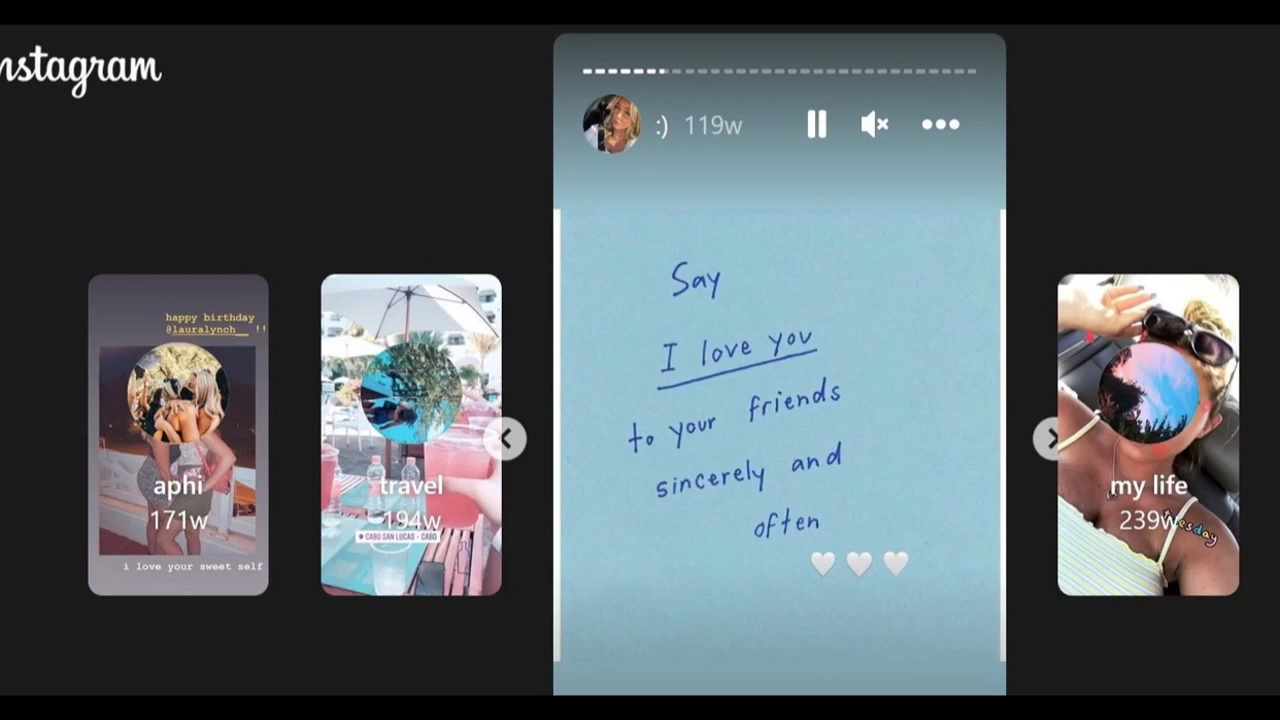 nstagram
:) 119w
Say
I love you
to your friends
sincerely and
often
happy birthday
@lauralynch__ !!
aphi
171w
i love your sweet self
travel
194w
CABO SAN LUCAS - CABO
my life
239w